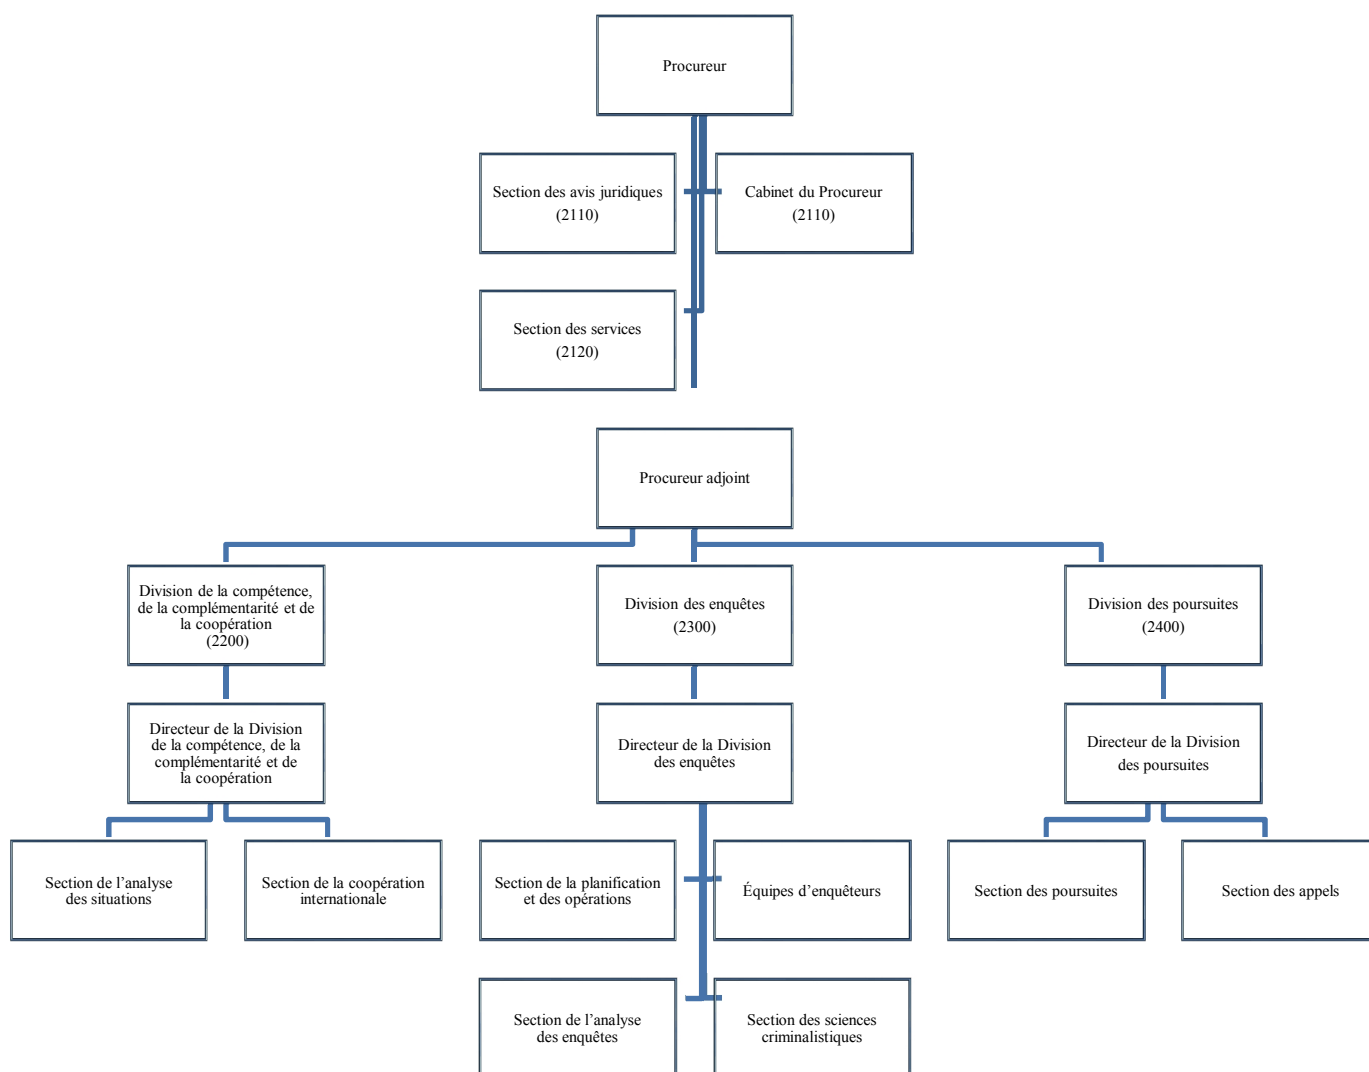 Procureur
Section des avis juridiques
(2110)
Cabinet du Procureur
(2110)
Section des services
(2120)
Procureur adjoint
Division de la compétence,
de la complémentarité et de
la coopération
(2200)
Division des enquêtes
(2300)
Division des poursuites
(2400)
Directeur de la Division
de la compétence, de la
complémentarité et de
la coopération
Directeur de la Division
des enquêtes
Directeur de la Division
des poursuites
Section de l’analyse
des situations
Section de la coopération
internationale
Section de la planification
et des opérations
Équipes d’enquêteurs
Section des poursuites
Section des appels
Section de l’analyse
des enquêtes
Section des sciences
criminalistiques